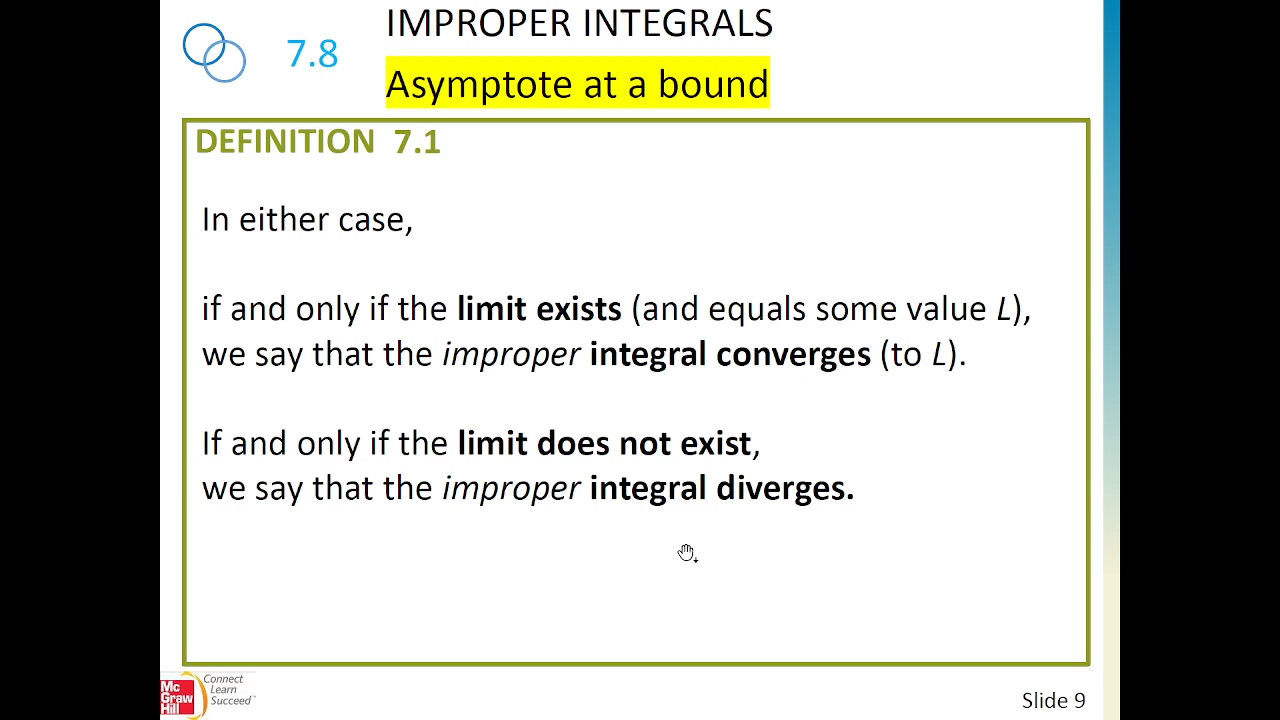 IMPROPER INTEGRALS
7.8
Asymptote at a bound
DEFINITION 7.1
In either case,
if and only if the limit exists (and equals some value L),
we say that the improper integral converges (to L).
If and only if the limit does not exist,
we say that the improper integral diverges.
Mc
Graw
Hill
Connect
Learn
Succeed™
Slide 9